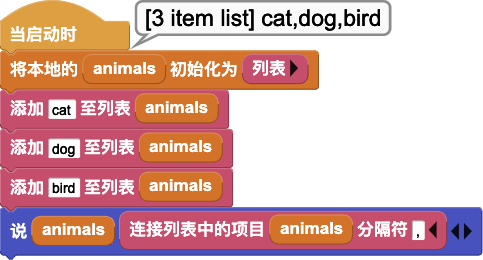 [3 item list] cat,dog,bird
当启动时
将本地的 animals 初始化为 列表
添加 cat 至列表 animals
添加 dog 至列表 animals
添加 bird 至列表 animals
说 animals 连接列表中的项目 animals 分隔符 ,